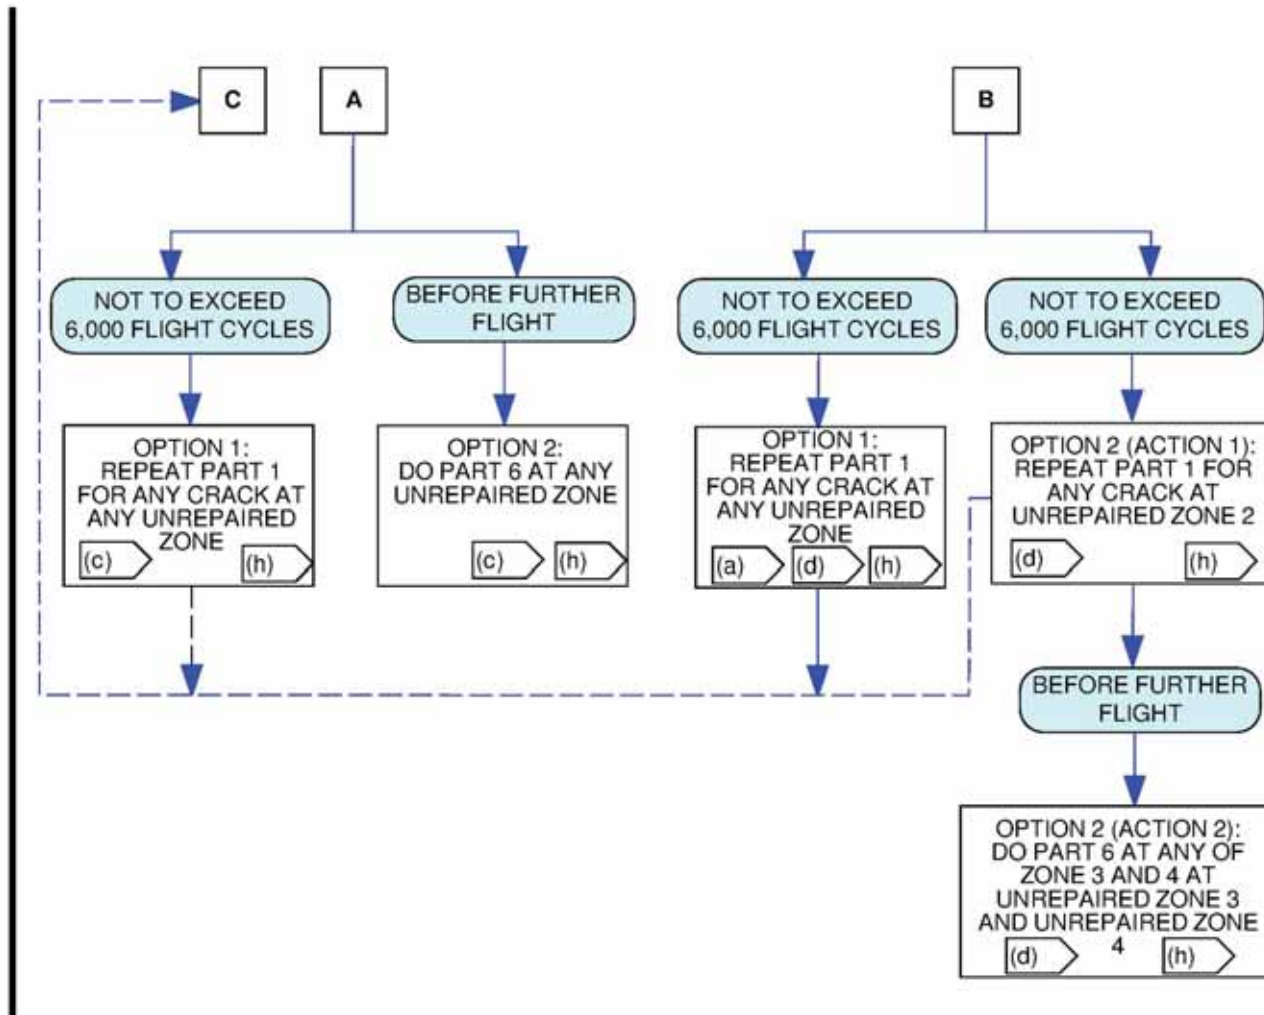 C
A
B
NOT TO EXCEED
6,000 FLIGHT CYCLES
BEFORE FURTHER
FLIGHT
NOT TO EXCEED
6,000 FLIGHT CYCLES
NOT TO EXCEED
6,000 FLIGHT CYCLES
OPTION 1:
REPEAT PART 1
FOR ANY CRACK AT
ANY UNREPAIRED
ZONE
(c)
(h)
OPTION 2:
DO PART 6 AT ANY
UNREPAIRED ZONE
(c)
(h)
OPTION 1:
REPEAT PART 1
FOR ANY CRACK AT
ANY UNREPAIRED
ZONE
(a)
(d)
(h)
OPTION 2 (ACTION 1):
REPEAT PART 1 FOR
ANY CRACK AT
UNREPAIRED ZONE 2
(d)
(h)
BEFORE FURTHER
FLIGHT
OPTION 2 (ACTION 2):
DO PART 6 AT ANY OF
ZONE 3 AND 4 AT
UNREPAIRED ZONE 3
AND UNREPAIRED ZONE
4
(d)
(h)